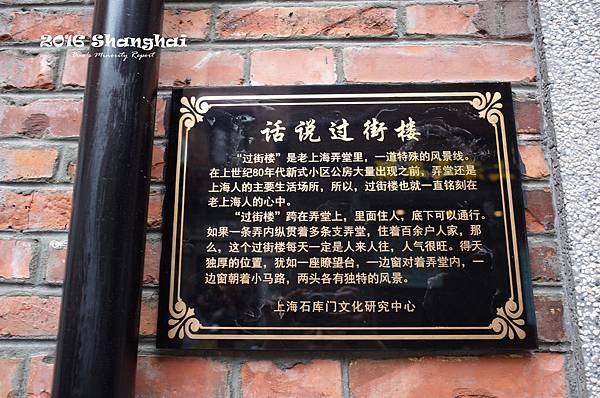 2016 Shanghai
Minority Report
话说过街楼
“过街楼”是老上海弄堂里，一道特殊的风景线。
在上世纪80年代新式小区公房大量出现之前，弄堂还是
上海人的主要生活场所，所以，过街楼也就一直铭刻在
老上海人的心中。
“过街楼”跨在弄堂上，里面住人，底下可以通行。
如果一条弄内纵贯着多条支弄堂，住着百余户人家，那
么，这个过街楼每天一定是人来人往，人气很旺。得天
独厚的位置，犹如一座瞭望台，一边窗对着弄堂内，一
边窗朝着小马路，两头各有独特的风景。
上海石库门文化研究中心